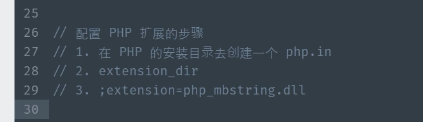 25
26 // 配置 PHP 扩展的步骤
27 // 1. 在 PHP 的安装目录去创建一个 php.in
28 // 2. extension_dir
29 // 3. ;extension=php_mbstring.dll
30